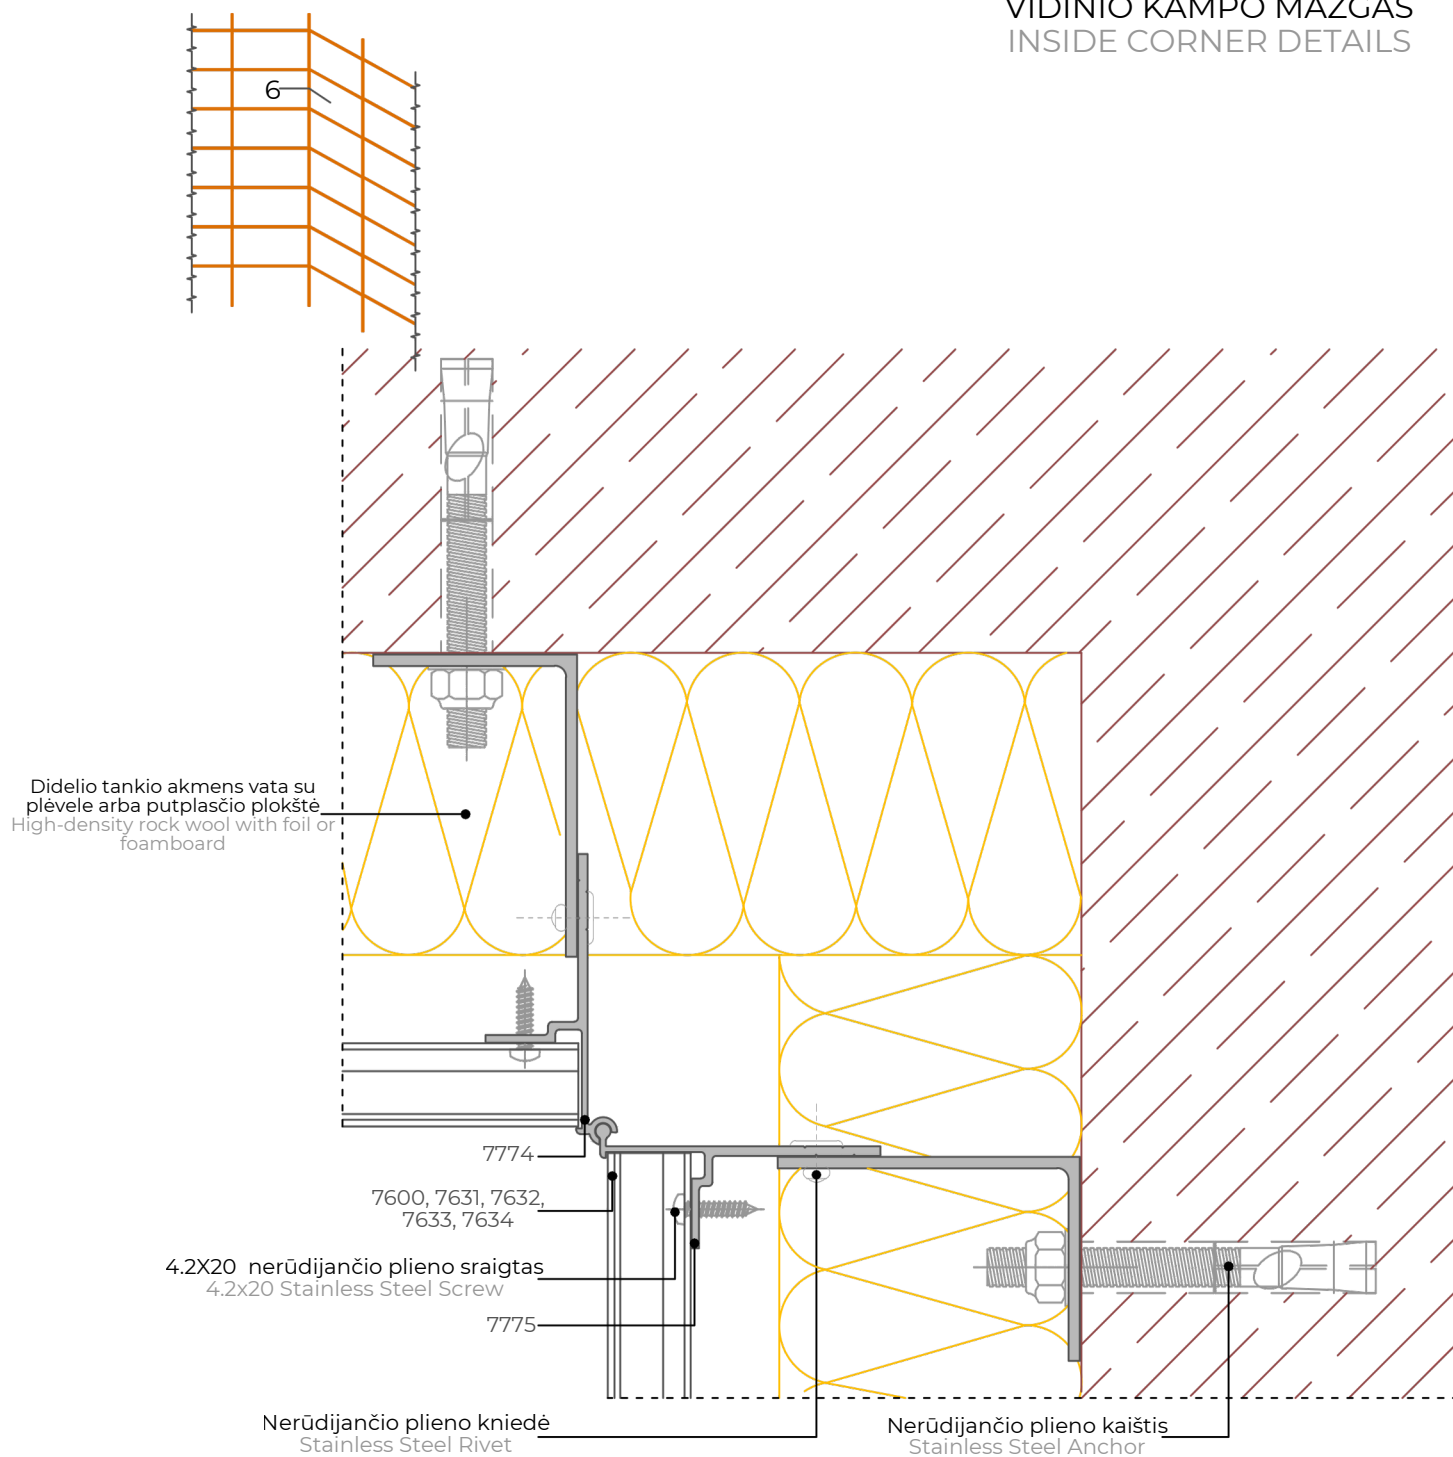 VIDINIO KAMPO MAZGAS
INSIDE CORNER DETAILS
6
Didelio tankio akmens vata su
plėvele arba putplasčio plokštė
High-density rock wool with foil or
foamboard
7774
7600, 7631, 7632,
7633, 7634
4.2X20 nerūdijančio plieno sraigtas
4.2x20 Stainless Steel Screw
7775
Nerūdijančio plieno kniedė
Stainless Steel Rivet
Nerūdijančio plieno kaištis
Stainless Steel Anchor